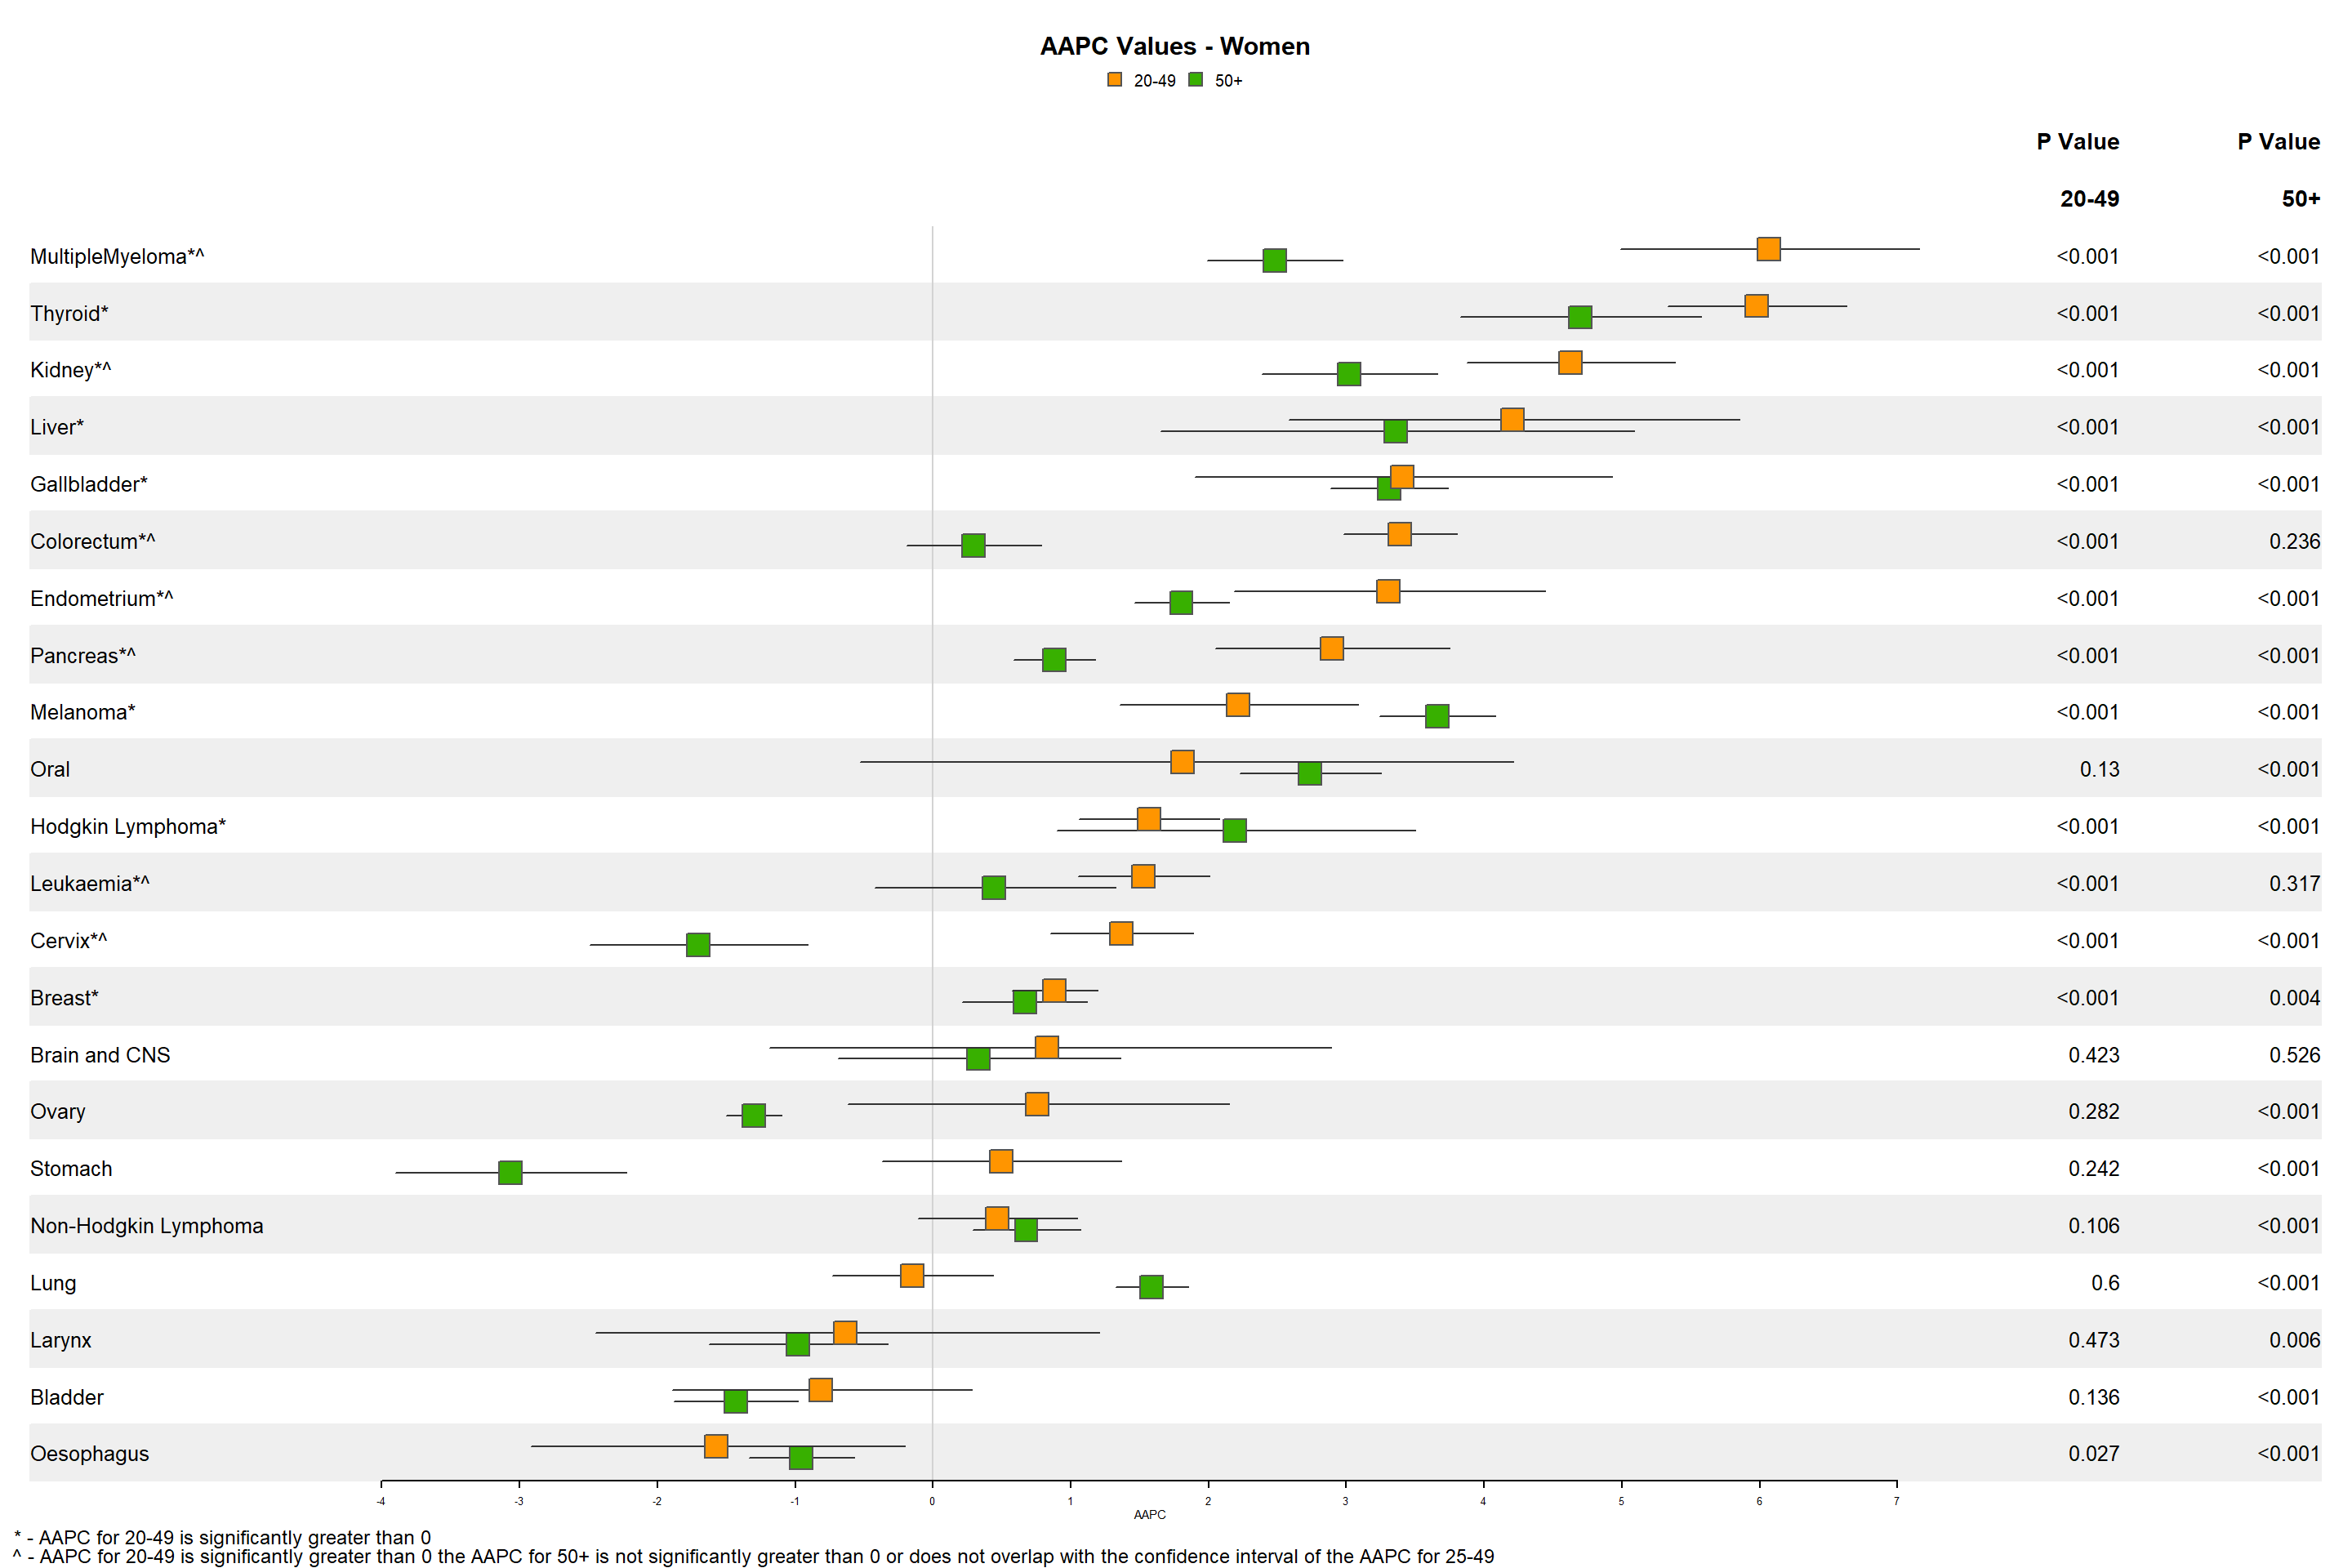 AAPC Values - Women
20-49 50+
P Value P Value
20-49 50+
MultipleMyeloma*^ <0.001 <0.001
Thyroid* <0.001 <0.001
Kidney*^ <0.001 <0.001
Liver* <0.001 <0.001
Gallbladder* <0.001 <0.001
Colorectum*^ <0.001 0.236
Endometrium*^ <0.001 <0.001
Pancreas*^ <0.001 <0.001
Melanoma* <0.001 <0.001
Oral 0.13 <0.001
Hodgkin Lymphoma* <0.001 <0.001
Leukaemia*^ <0.001 0.317
Cervix*^ <0.001 <0.001
Breast* <0.001 0.004
Brain and CNS 0.423 0.526
Ovary 0.282 <0.001
Stomach 0.242 <0.001
Non-Hodgkin Lymphoma 0.106 <0.001
Lung 0.6 <0.001
Larynx 0.473 0.006
Bladder 0.136 <0.001
Oesophagus 0.027 <0.001
-4 -3 -2 -1 0 1 2 3 4 5 6 7
AAPC
* - AAPC for 20-49 is significantly greater than 0
^ - AAPC for 20-49 is significantly greater than 0 the AAPC for 50+ is not significantly greater than 0 or does not overlap with the confidence interval of the AAPC for 25-49